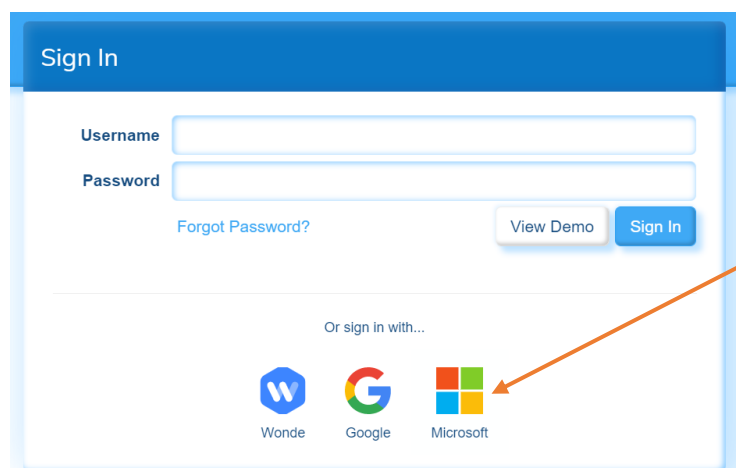 Sign In
Username
Password
Forgot Password? View Demo Sign In
Or sign in with...
Wonde Google Microsoft